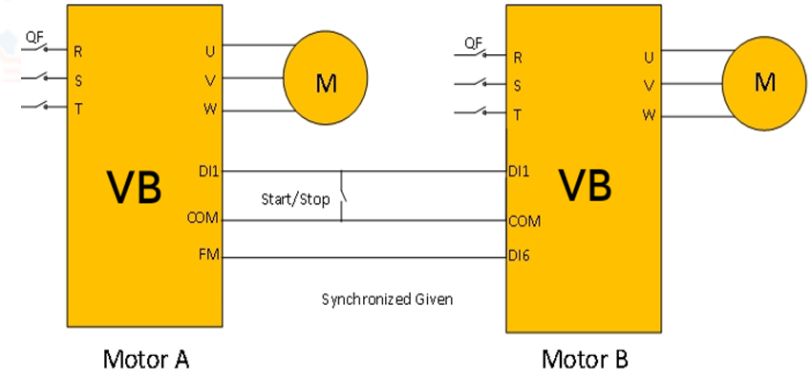 QF
R
S
T
U
V
W
M
VB
DI1
COM
FM
Start/Stop
Synchronized Given
Motor A
QF
R
S
T
U
V
W
M
VB
DI1
COM
DI6
Motor B